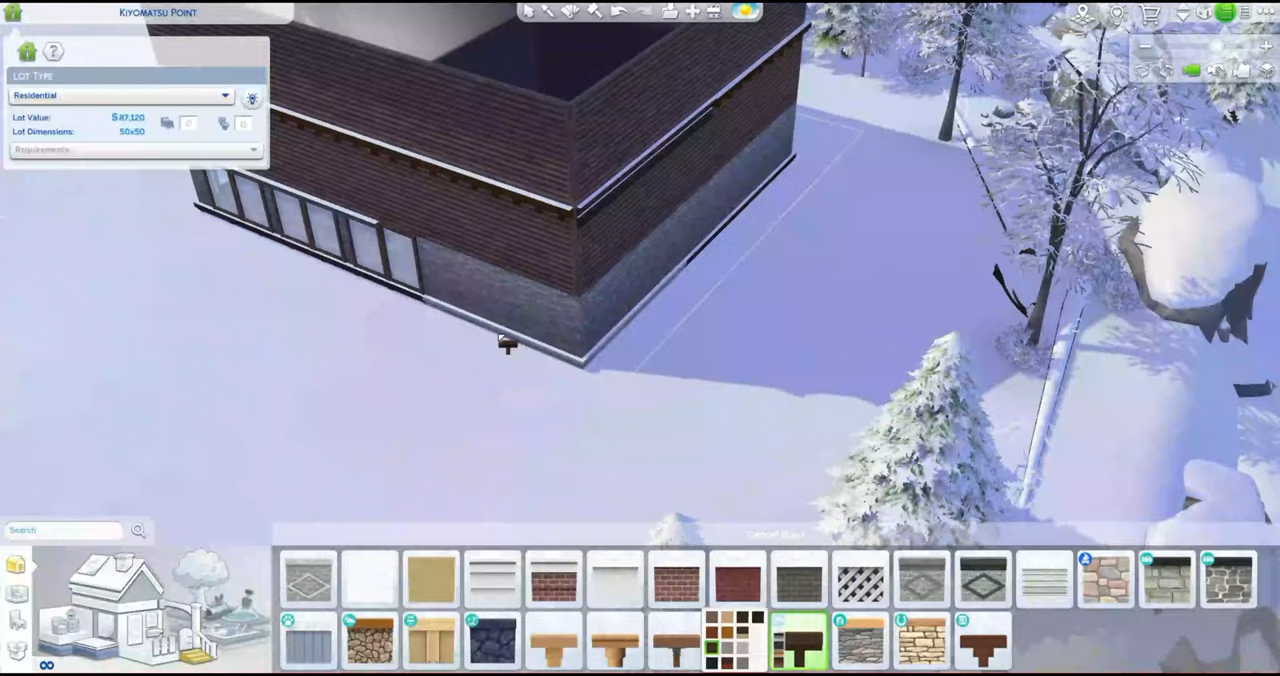 KIYOMATSU POINT
?
LOT TYPE
Residential
Lot Value: $87,120
Lot Dimensions: 50x50
Requirements...
Search